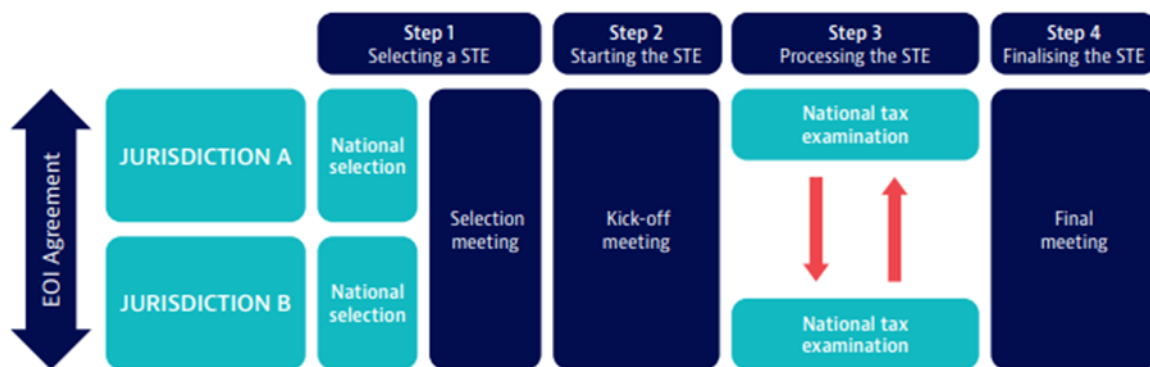 Step 1
Selecting a STE
Step 2
Starting the STE
Step 3
Processing the STE
Step 4
Finalising the STE
EOI Agreement
JURISDICTION A
National
selection
JURISDICTION B
National
selection
Selection
meeting
Kick-off
meeting
National tax
examination
National tax
examination
Final
meeting